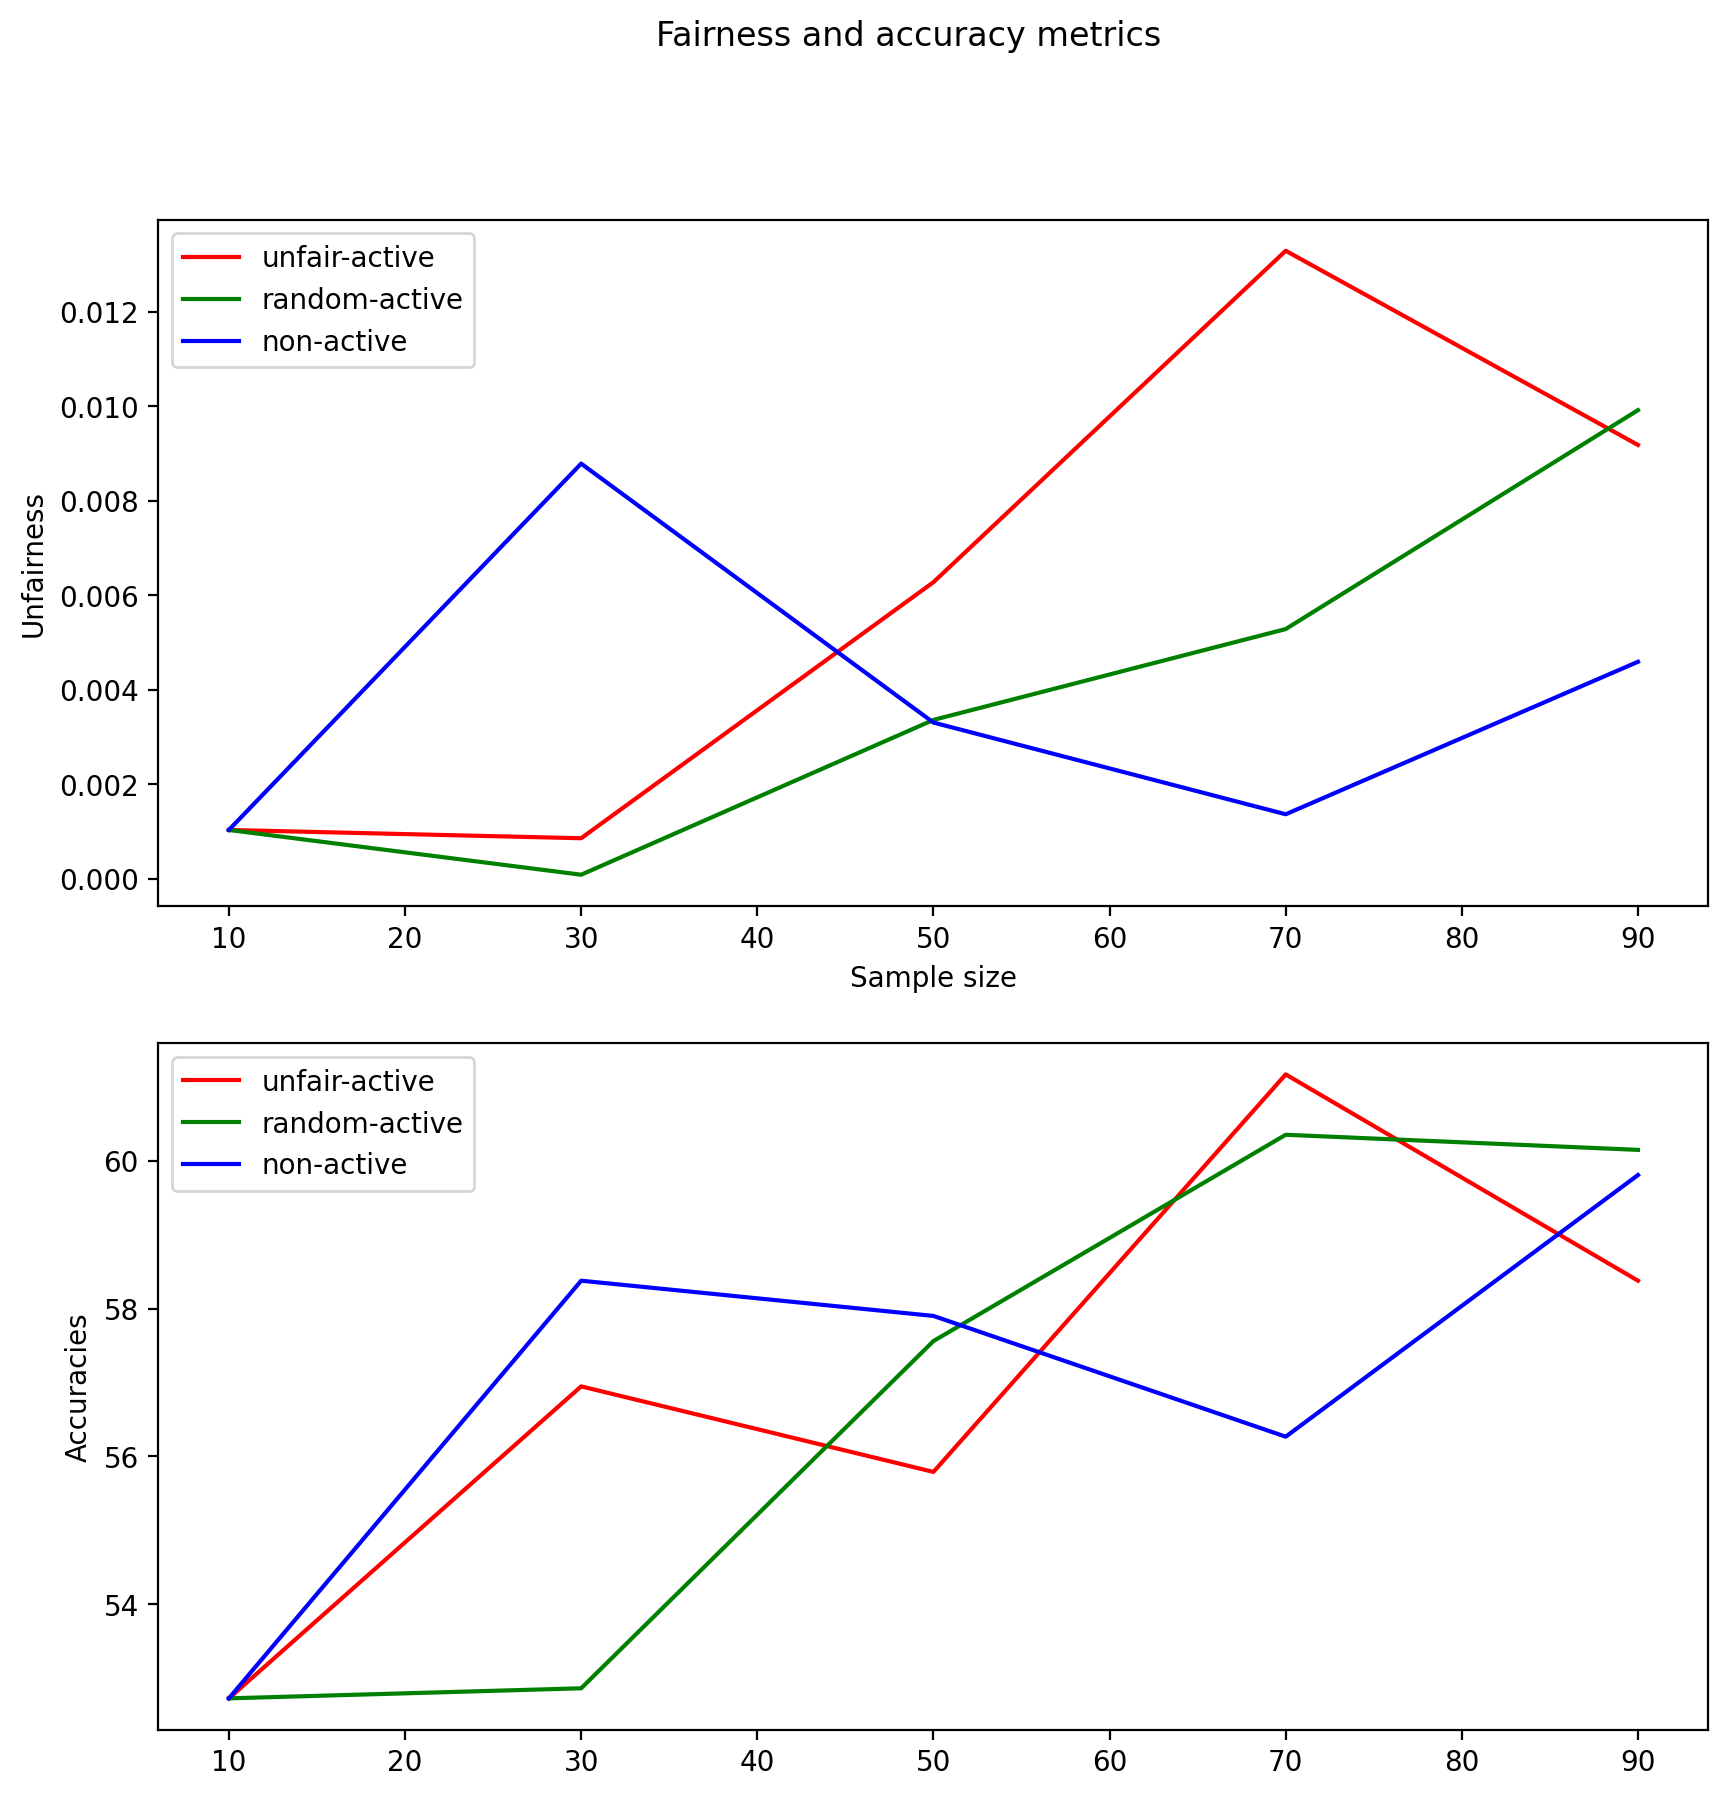 Fairness and accuracy metrics
unfair-active
random-active
non-active
0.012
0.010
0.008
0.006
0.004
0.002
0.000
Unfairness
10 20 30 40 50 60 70 80 90
Sample size
unfair-active
random-active
non-active
60
58
56
54
Accuracies
10 20 30 40 50 60 70 80 90